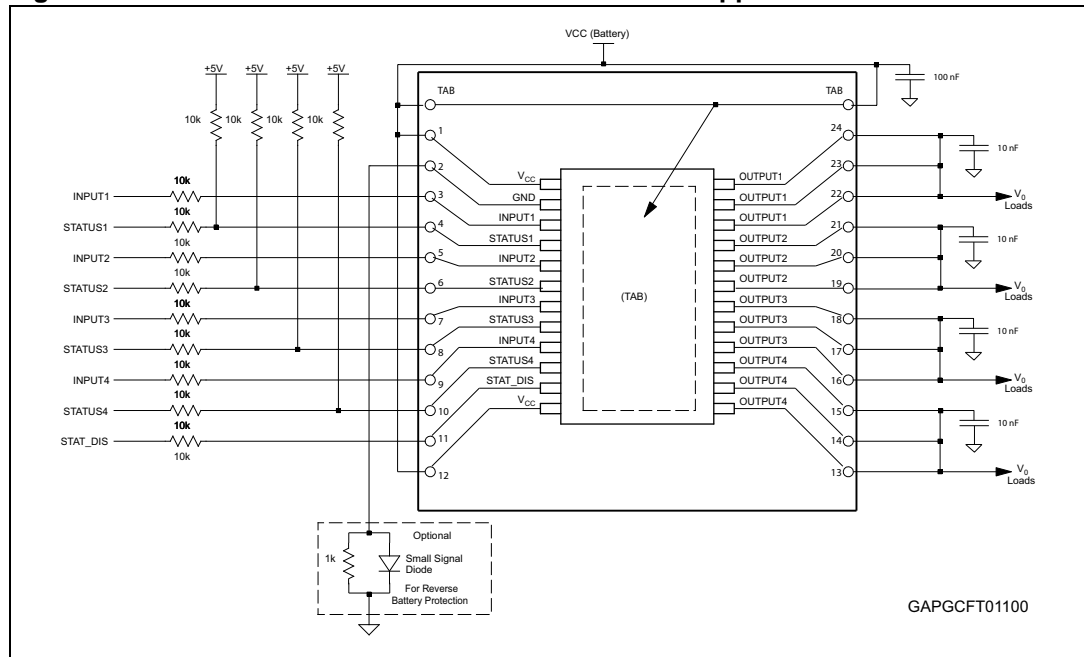 VCC (Battery)
+5V
+5V
+5V
+5V
100 nF
TAB
TAB
10k
10k
10k
10k
1
24
10 nF
2
23
VCC
OUTPUT1
10k
INPUT1
3
GND
OUTPUT1
22
V0
Loads
10k
STATUS1
4
INPUT1
OUTPUT1
21
STATUS1
OUTPUT2
10 nF
10k
INPUT2
5
INPUT2
OUTPUT2
20
10k
STATUS2
6
STATUS2
OUTPUT2
19
V0
Loads
(TAB)
10k
INPUT3
7
INPUT3
OUTPUT3
18
STATUS3
OUTPUT3
10 nF
10k
STATUS3
8
INPUT4
OUTPUT3
17
10k
INPUT4
9
STATUS4
OUTPUT4
16
V0
Loads
10k
STATUS4
10
STAT_DIS
OUTPUT4
15
10 nF
VCC
OUTPUT4
10k
STAT_DIS
10k
11
14
12
13
V0
Loads
Optional
1k
Small Signal
Diode
For Reverse
Battery Protection
GAPGCFT01100